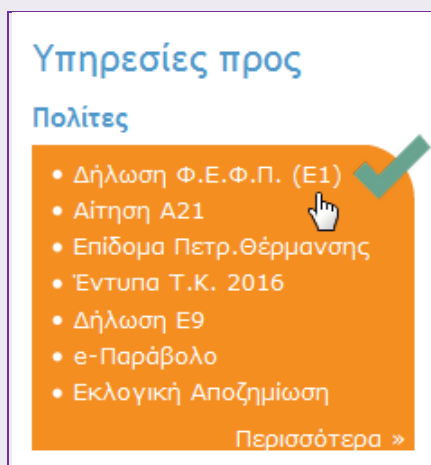 Υπηρεσίες προς
Πολίτες
• Δήλωση Φ.Ε.Φ.Π. (Ε1)
• Αίτηση Α21
• Επίδομα Πετρ.Θέρμανσης
• Έντυπα Τ.Κ. 2016
• Δήλωση Ε9
• e-Παράβολο
• Εκλογική Αποζημίωση
Περισσότερα »